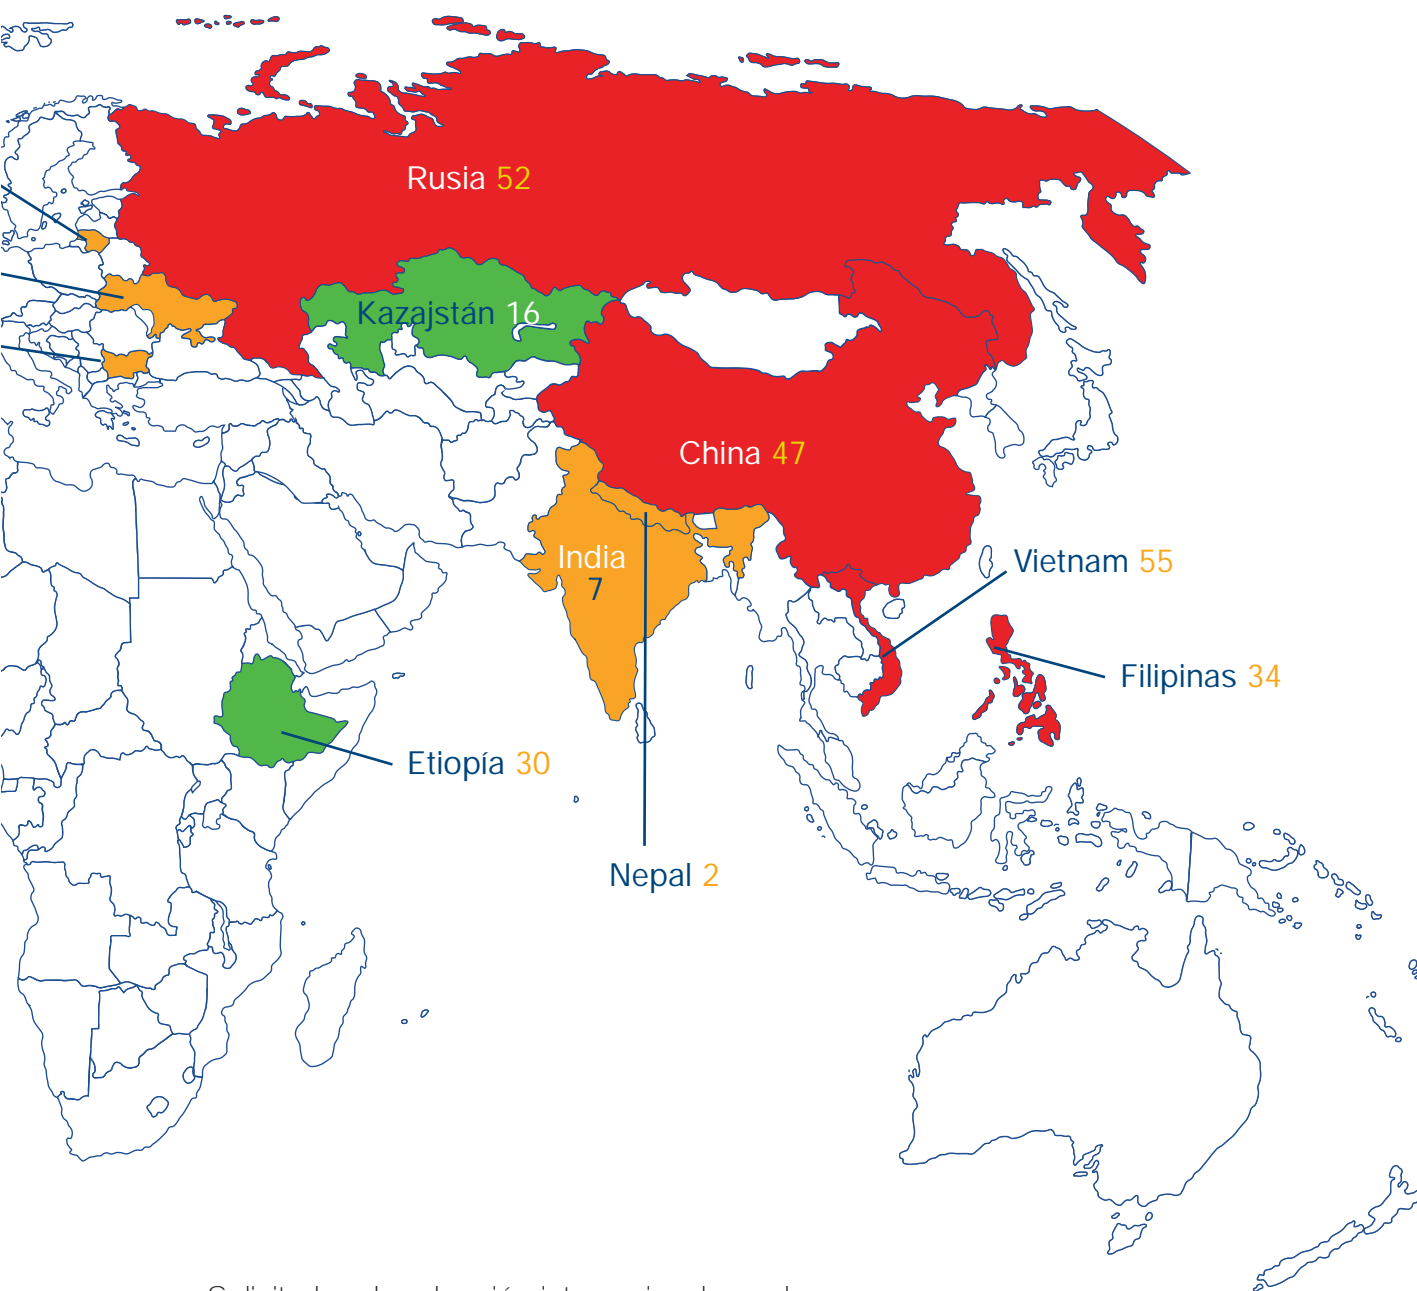 Rusia 52
Kazajstán 16
China 47
India
7
Vietnam 55
Filipinas 34
Etiopía 30
Nepal 2